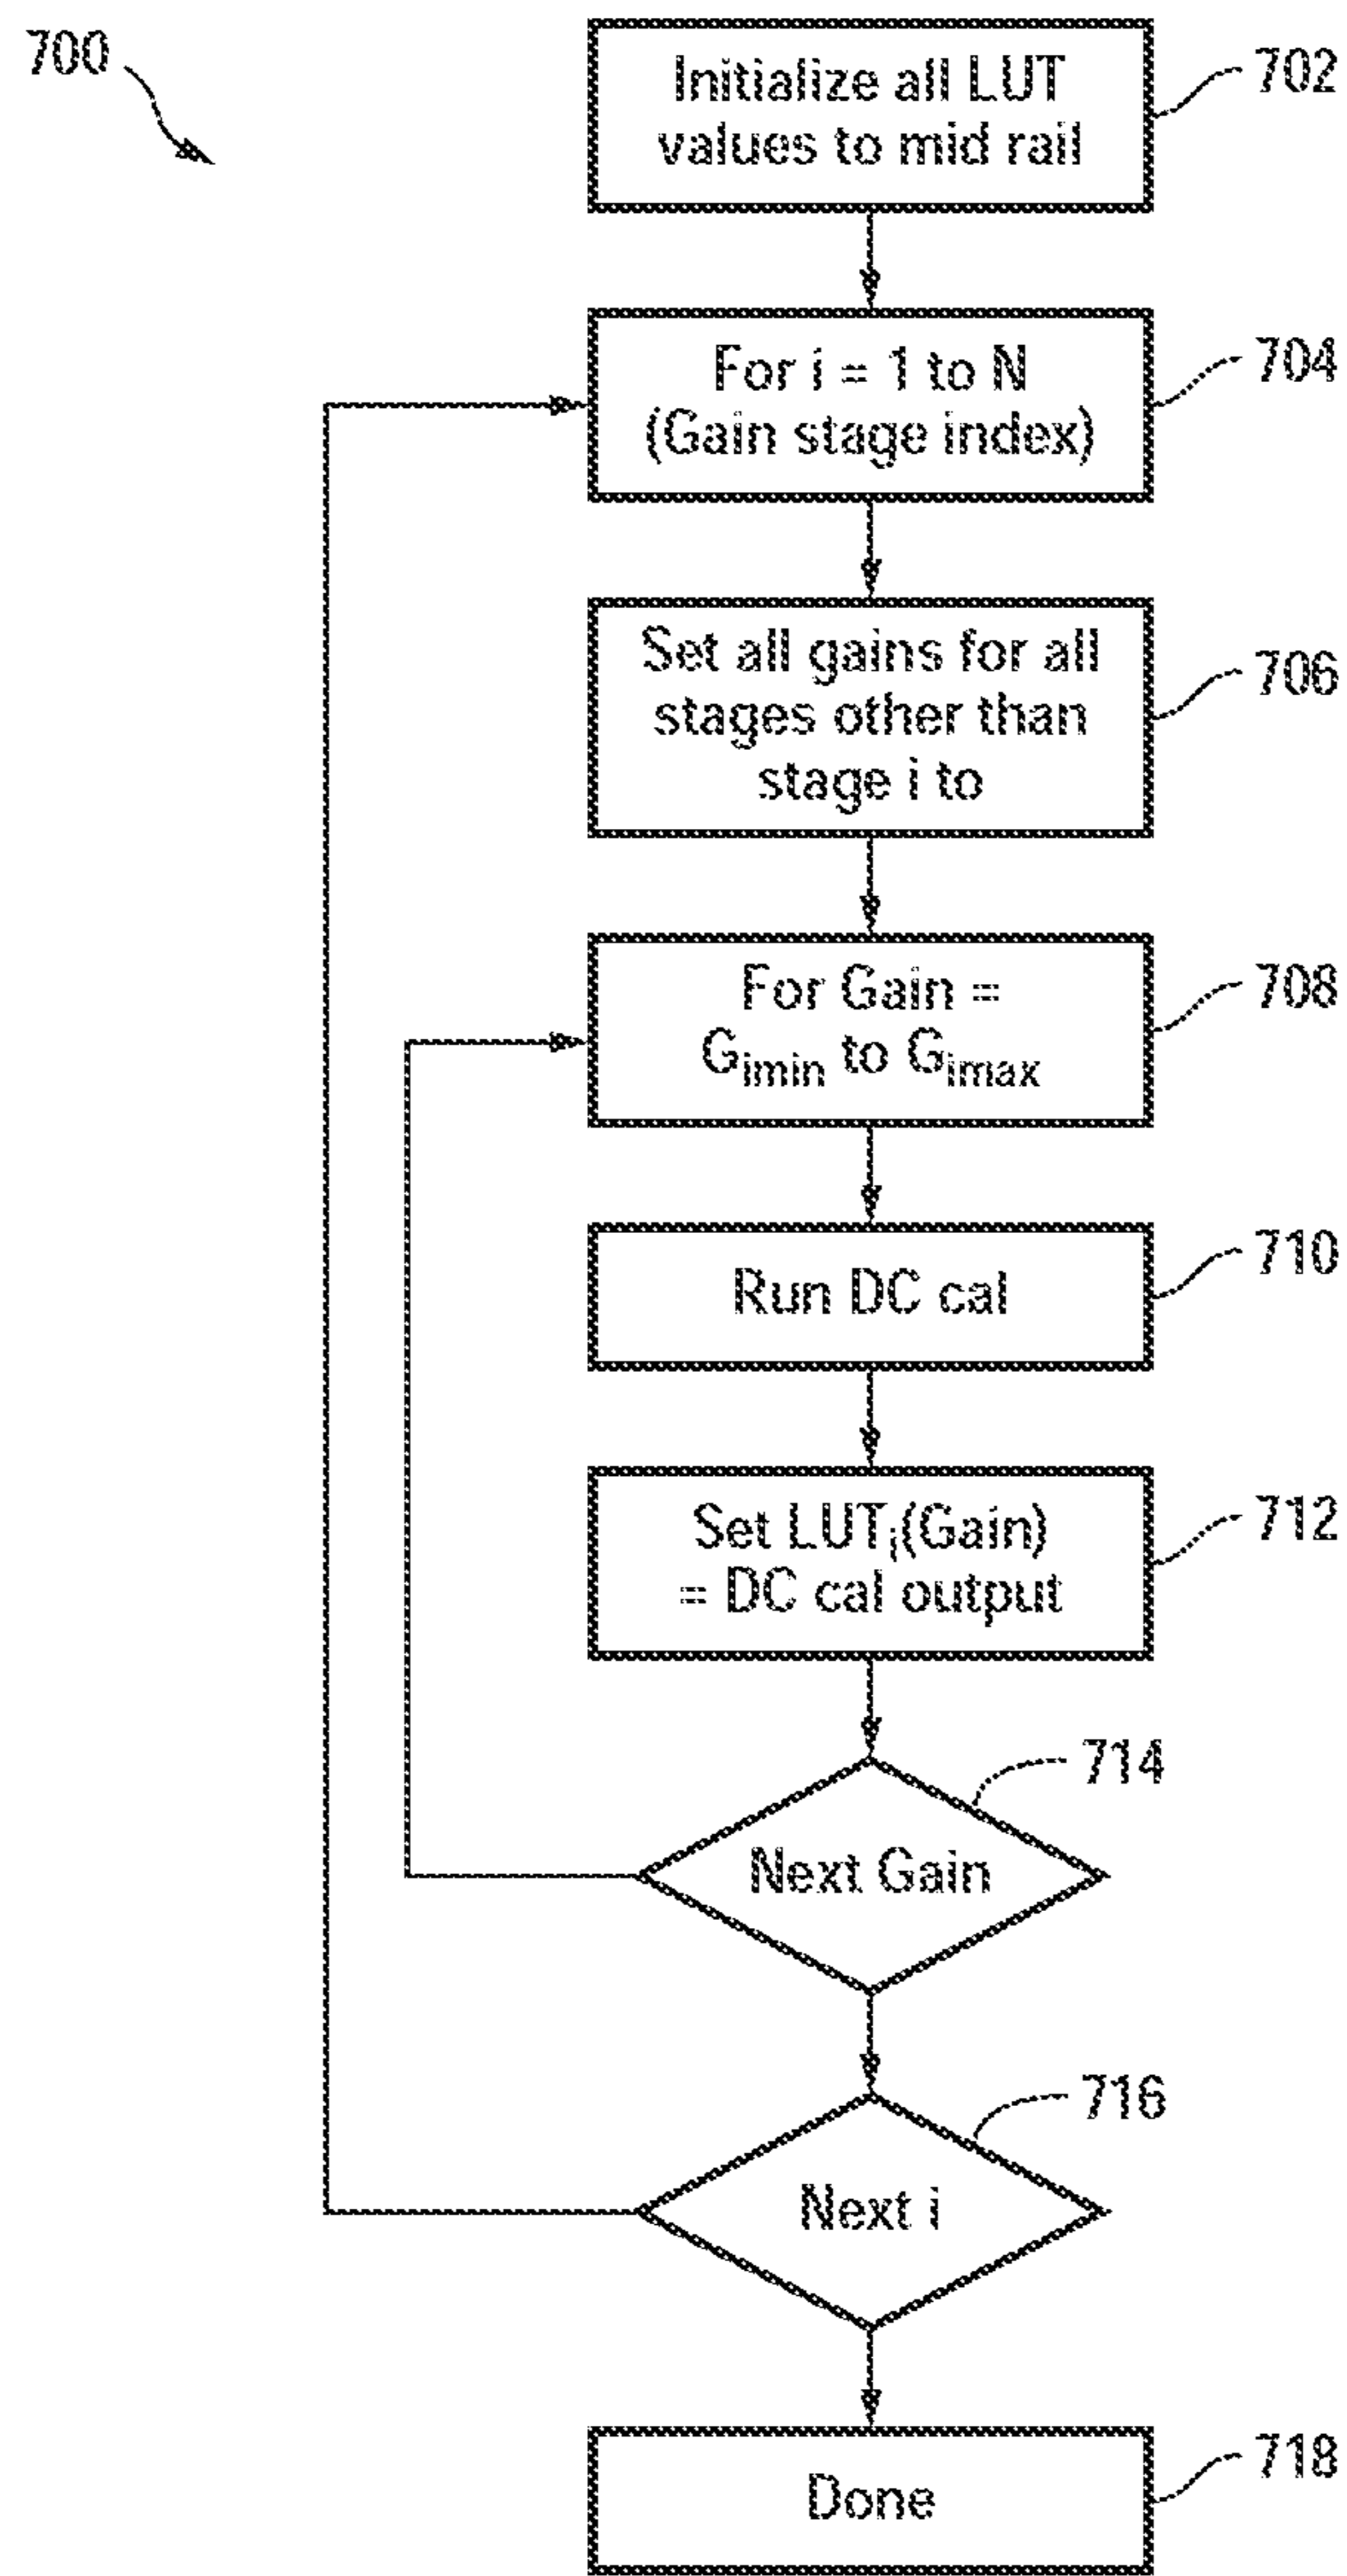 700
Initialize all LUT
values to mid rail
702
For i = 1 to N
(Gain stage index)
704
Set all gains for all
stages other than
stage i to
706
For Gain =
Gimin to Gimax
708
Run DC cal
710
Set LUTi(Gain)
= DC cal output
712
714
Next Gain
716
Next i
Done
718